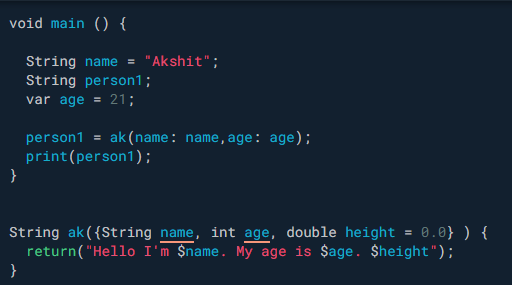 void main () {
  String name = "Akshit";
  String person1;
  var age = 21;
  person1 = ak(name: name,age: age);
  print(person1);
}
String ak({String name, int age, double height = 0.0} ) {
  return("Hello I'm $name. My age is $age. $height");
}